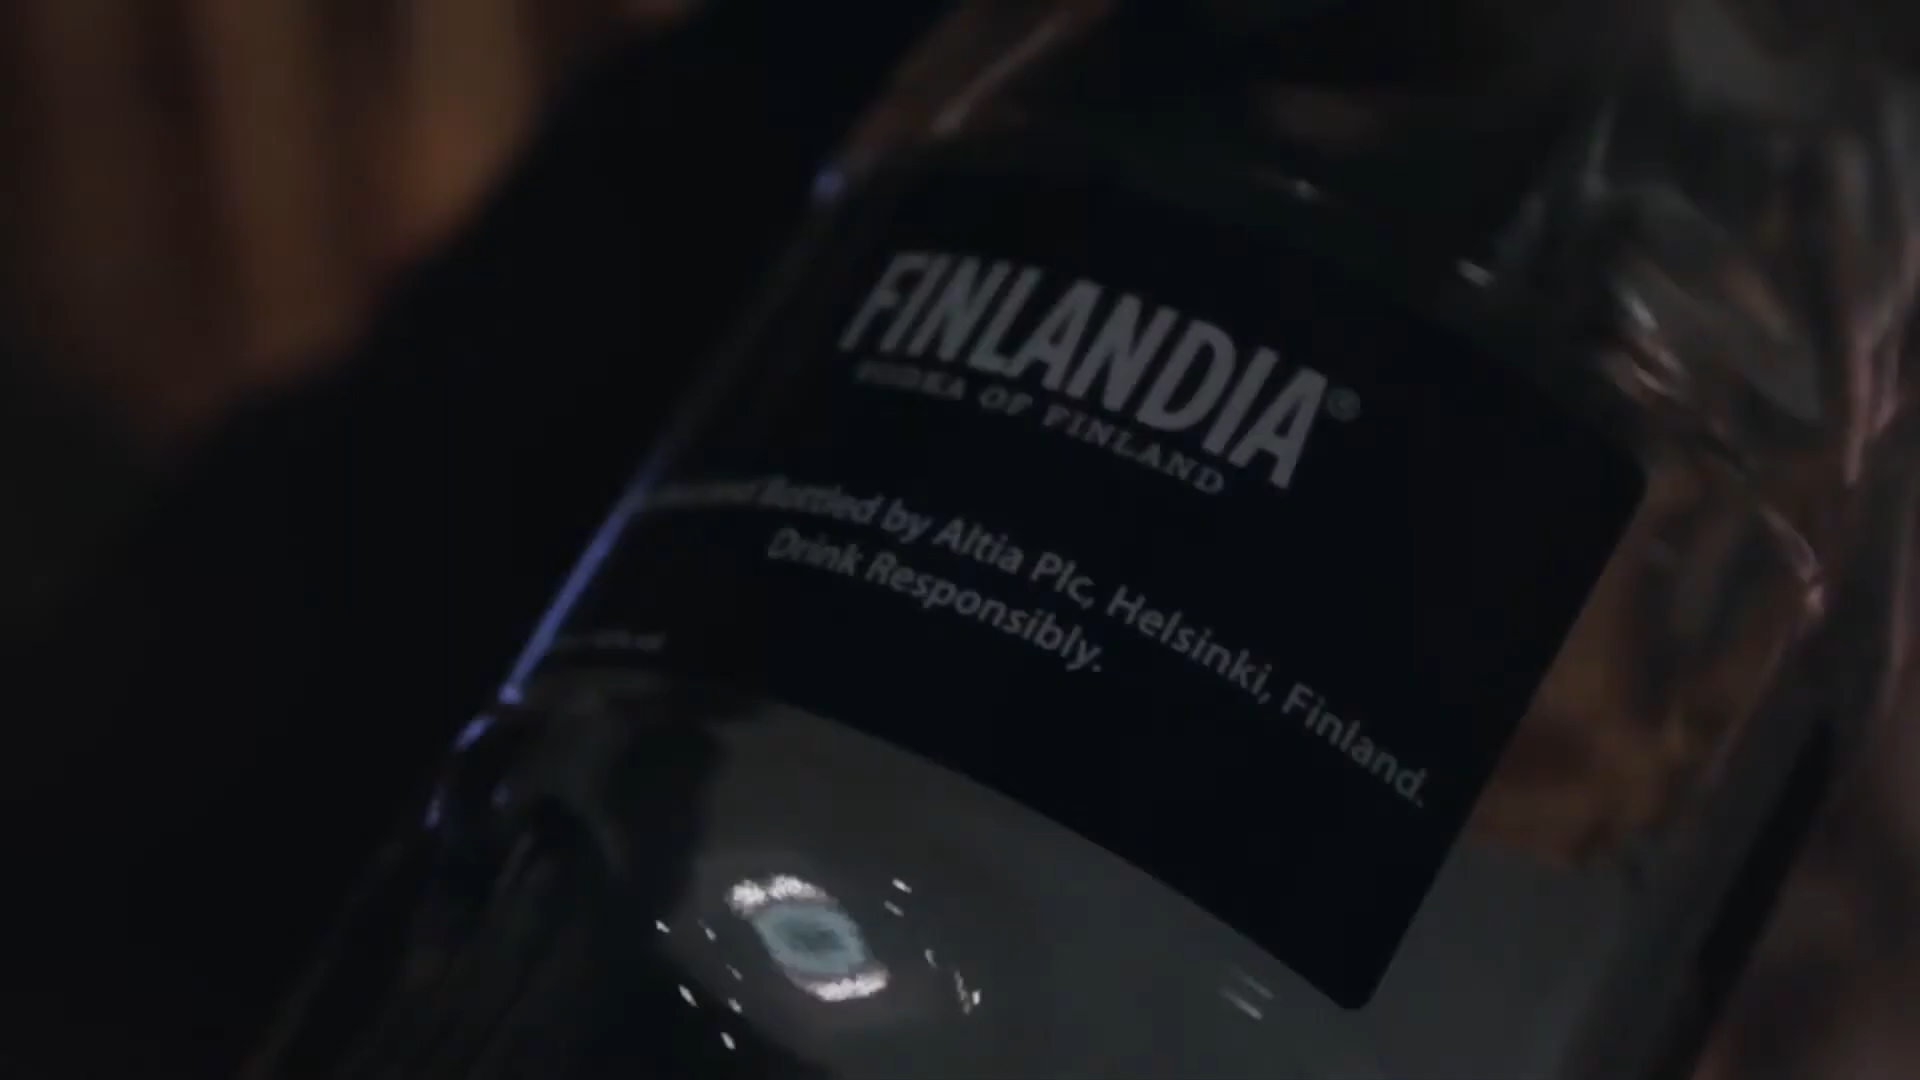 FINLANDIA®
VODKA OF FINLAND
Bottled by Altia Plc, Helsinki, Finland.
Drink Responsibly.